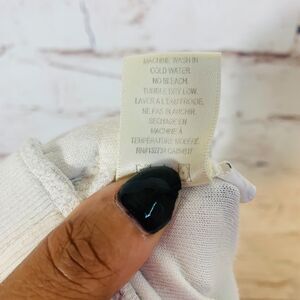 MACHINE WASH IN
COLD WATER.
NO BLEACH.
TUMBLE DRY LOW.
LAVER A L'EAU FROIDE,
NE PAS BLANCHIR.
SECHAGE EN
MACHINE A
TEMPERATURE MODERE.